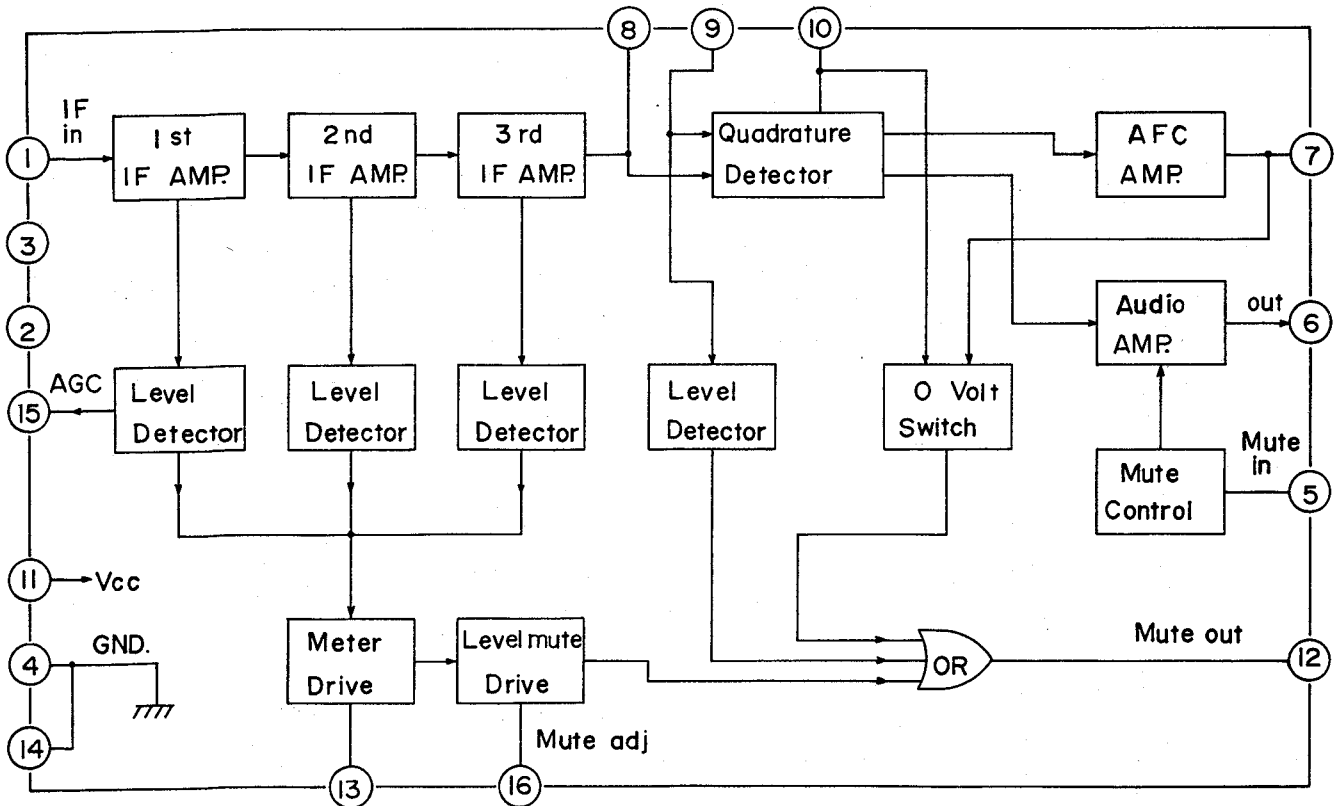 8
9
10
IF
in
1st
IF AMP.
2nd
IF AMP.
3rd
IF AMP.
Quadrature
Detector
AFC
AMP.
1
7
3
2
Audio
AMP.
out
6
AGC
15
Level
Detector
Level
Detector
Level
Detector
Level
Detector
0 Volt
Switch
Mute
in
Mute
Control
5
11
Vcc
GND.
4
14
Meter
Drive
Level mute
Drive
OR
Mute out
12
Mute adj
13
16